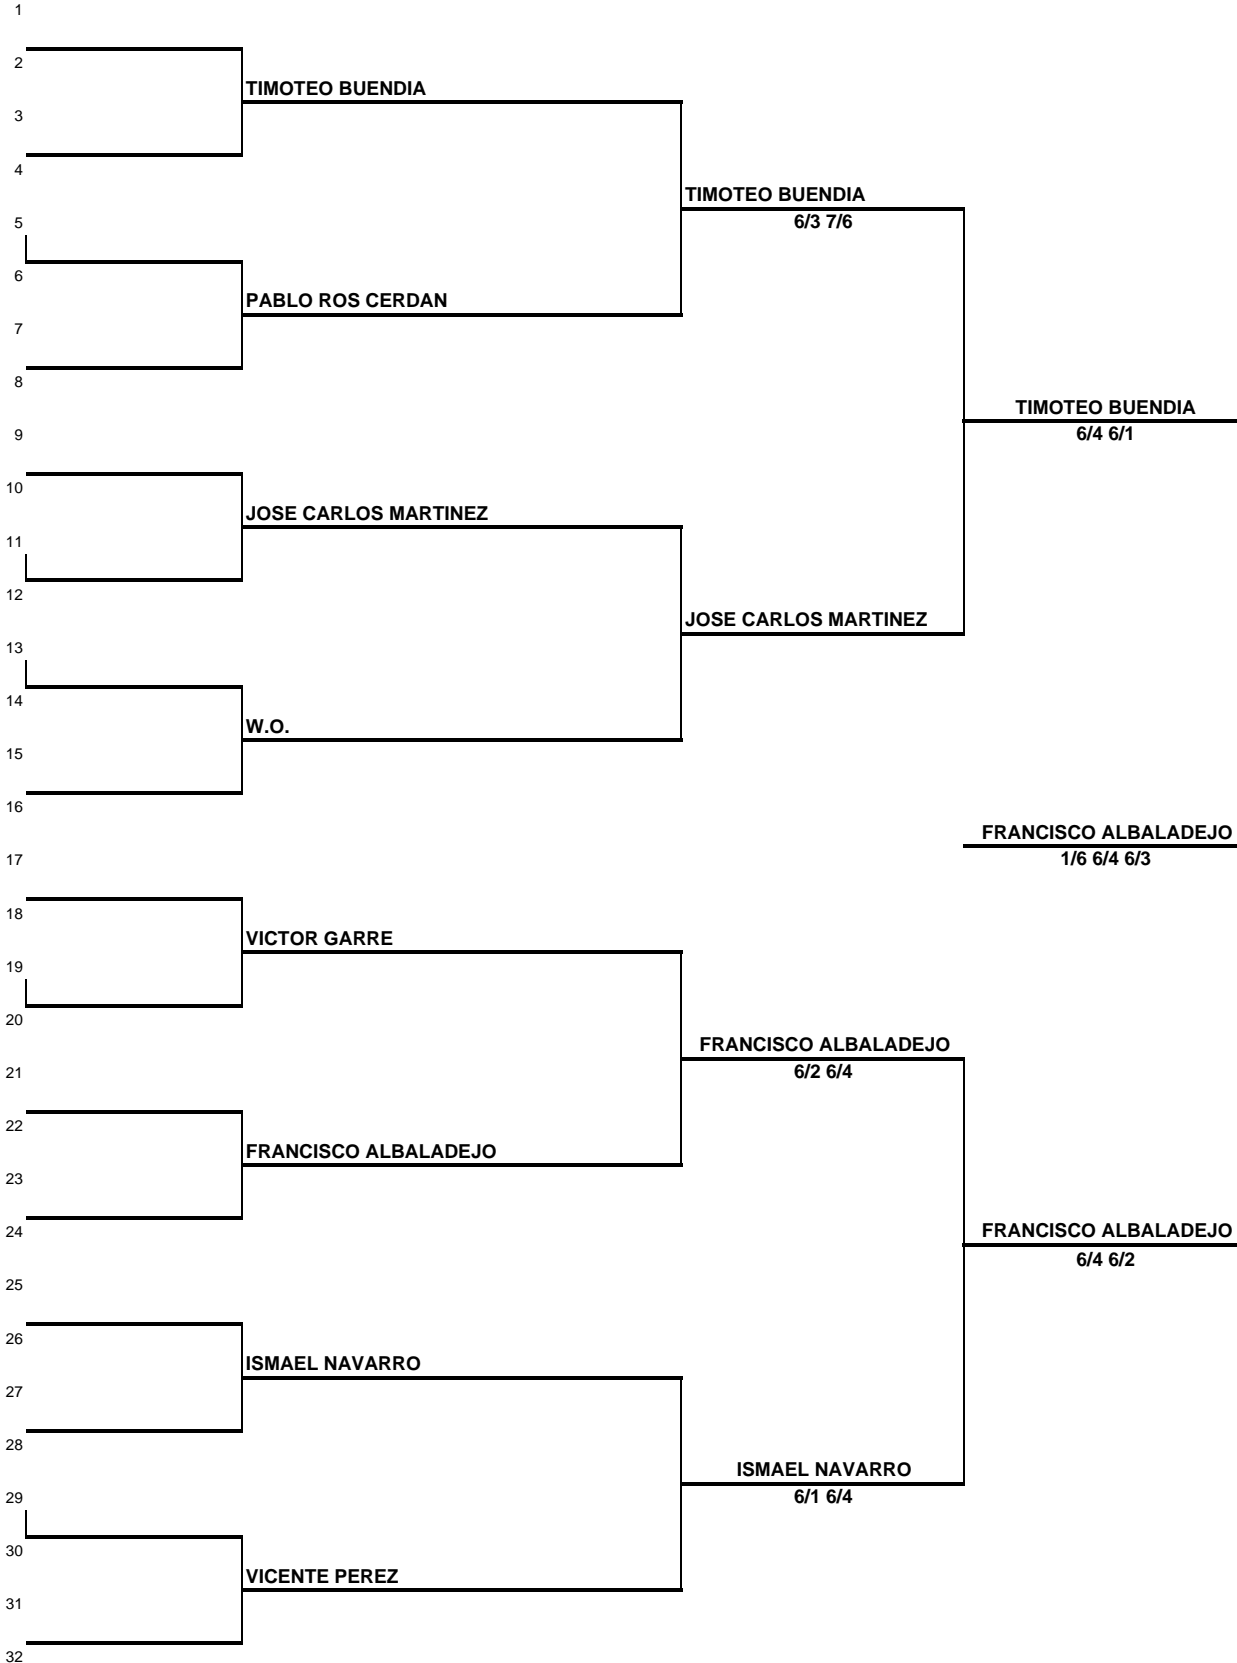 1
2
TIMOTEO BUENDIA
3
4
TIMOTEO BUENDIA
5
6/3 7/6
6
PABLO ROS CERDAN
7
8
TIMOTEO BUENDIA
9
6/4 6/1
10
JOSE CARLOS MARTINEZ
11
12
JOSE CARLOS MARTINEZ
13
14
W.O.
15
16
FRANCISCO ALBALADEJO
17
1/6 6/4 6/3
18
VICTOR GARRE
19
20
FRANCISCO ALBALADEJO
21
6/2 6/4
22
FRANCISCO ALBALADEJO
23
24
FRANCISCO ALBALADEJO
6/4 6/2
25
26
ISMAEL NAVARRO
27
28
ISMAEL NAVARRO
29
6/1 6/4
30
VICENTE PEREZ
31
32